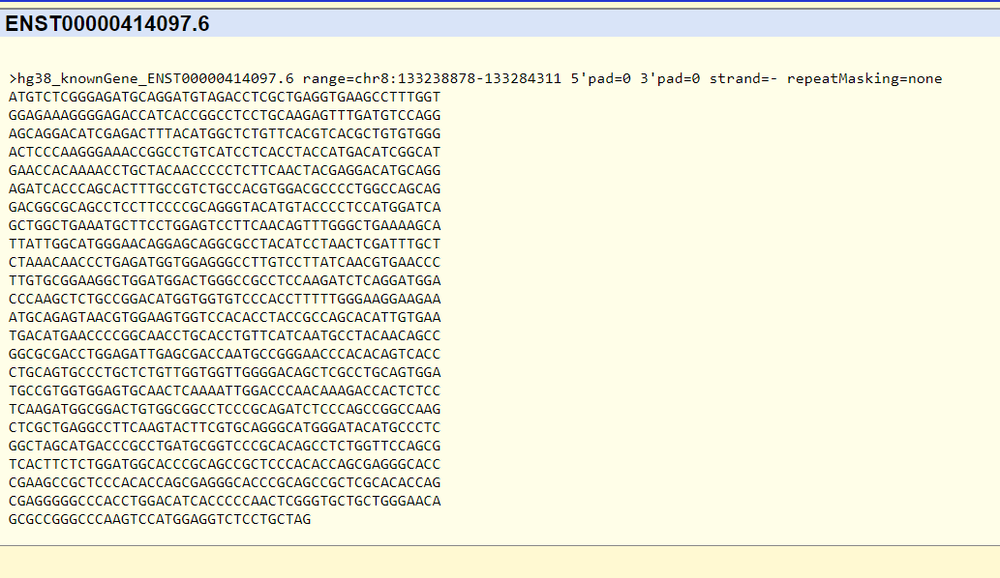 ENST00000414097.6
>hg38_knownGene_ENST00000414097.6 range=chr8:133238878-133284311 5'pad=0 3'pad=0 strand=- repeatMasking=none
ATGTCTCGGGAGATGCAGGATGTAGACCTCGCTGAGGTGAAGCCTTTGGT
GGAGAAAGGGGAGACCATCACCGGCCTCCTGCAAGAGTTTGATGTCCAGG
AGCAGGACATCGAGACTTTACATGGCTCTGTTCACGTCACGCTGTGTGGG
ACTCCCAAGGGAAACCGGCCTGTCATCCTCACCTACCATGACATCGGCAT
GAACCACAAAACCTGCTACAACCCCCTCTTCAACTACGAGGACATGCAGG
AGATCACCCAGCACTTTGCCGTCTGCCACGTGGACGCCCCTGGCCAGCAG
GACGGCGCAGCCTCCTTCCCCGCAGGGTACATGTACCCCTCCATGGATCA
GCTGGCTGAAATGCTTCCTGGAGTCCTTCAACAGTTTGGGCTGAAAAGCA
TTATTGGCATGGGAACAGGAGCAGGCGCCTACATCCTAACTCGATTTGCT
CTAAACAACCCTGAGATGGTGGAGGGCCTTGTCCTTATCAACGTGAACCC
TTGTGCGGAAGGCTGGATGGACTGGGCCGCCTCCAAGATCTCAGGATGGA
CCCAAGCTCTGCCGGACATGGTGGTGTCCCACCTTTTTGGGAAGGAAGAA
ATGCAGAGTAACGTGGAAGTGGTCCACACCTACCGCCAGCACATTGTGAA
TGACATGAACCCCGGCAACCTGCACCTGTTCATCAATGCCTACAACAGCC
GGCGCGACCTGGAGATTGAGCGACCAATGCCGGGAACCCACACAGTCACC
CTGCAGTGCCCTGCTCTGTTGGTGGTTGGGGACAGCTCGCCTGCAGTGGA
TGCCGTGGTGGAGTGCAACTCAAAATTGGACCCAACAAAGACCACTCTCC
TCAAGATGGCGGACTGTGGCGGCCTCCCGCAGATCTCCCAGCCGGCCAAG
CTCGCTGAGGCCTTCAAGTACTTCGTGCAGGGCATGGGATACATGCCCTC
GGCTAGCATGACCCGCCTGATGCGGTCCCGCACAGCCTCTGGTTCCAGCG
TCACTTCTCTGGATGGCACCCGCAGCCGCTCCCACACCAGCGAGGGCACC
CGAAGCCGCTCCCACACCAGCGAGGGCACCCGCAGCCGCTCGCACACCAG
CGAGGGGGCCCACCTGGACATCACCCCCAACTCGGGTGCTGCTGGGAACA
GCGCCGGGCCCAAGTCCATGGAGGTCTCCTGCTAG